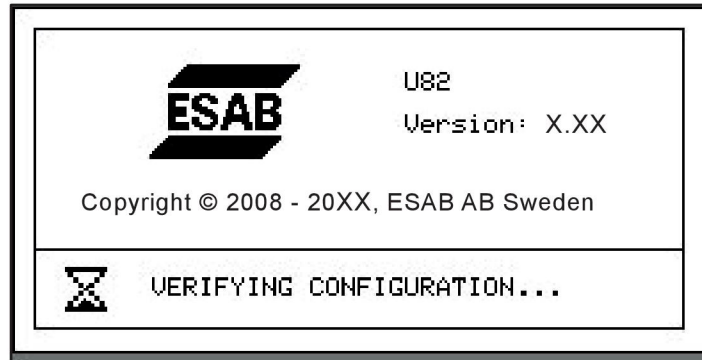 ESAB
U82
Version: X.XX
Copyright © 2008 - 20XX, ESAB AB Sweden
VERIFYING CONFIGURATION...